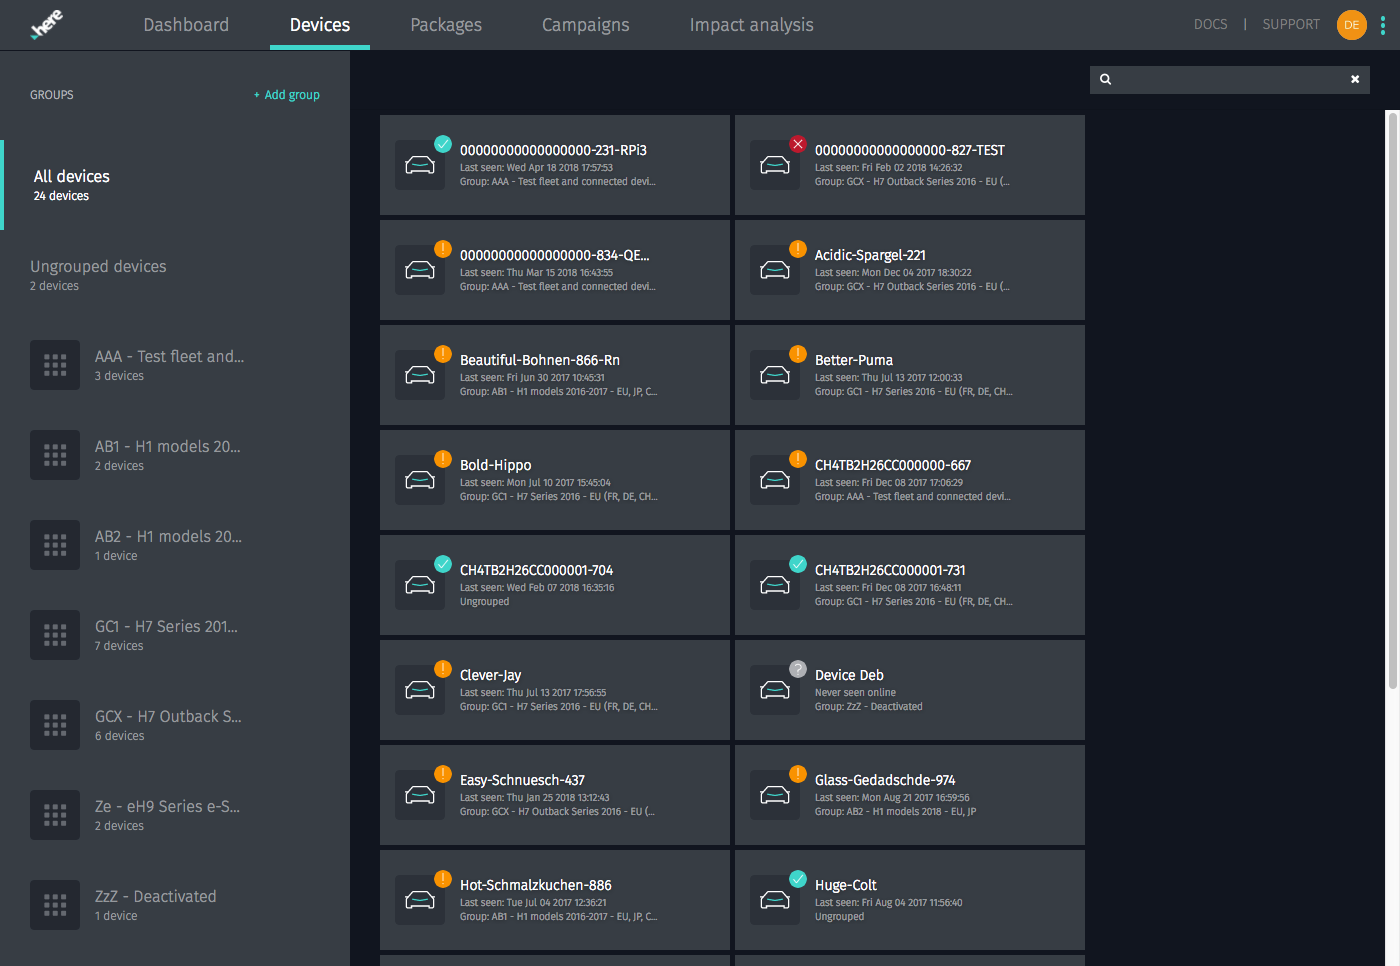 here
Dashboard
Devices
Packages
Campaigns
Impact analysis
DOCS
|
SUPPORT
DE
GROUPS
+ Add group
All devices
24 devices
Ungrouped devices
2 devices
AAA - Test fleet and...
3 devices
AB1 - H1 models 20...
2 devices
AB2 - H1 models 20...
1 device
GC1 - H7 Series 201...
7 devices
GCX - H7 Outback S...
6 devices
Ze - eH9 Series e-S...
2 devices
ZzZ - Deactivated
1 device
00000000000000000-231-RPi3
Last seen: Wed Apr 18 2018 17:57:53
Group: AAA - Test fleet and connected devi...
00000000000000000-827-TEST
Last seen: Fri Feb 02 2018 14:26:32
Group: GCX - H7 Outback Series 2016 - EU (...
00000000000000000-834-QE...
Last seen: Thu Mar 15 2018 16:43:55
Group: AAA - Test fleet and connected devi...
Acidic-Spargel-221
Last seen: Mon Dec 04 2017 18:30:22
Group: GCX - H7 Outback Series 2016 - EU (...
Beautiful-Bohnen-866-Rn
Last seen: Fri Jun 30 2017 10:45:31
Group: AB1 - H1 models 2016-2017 - EU, JP, C...
Better-Puma
Last seen: Thu Jul 13 2017 12:00:33
Group: GC1 - H7 Series 2016 - EU (FR, DE, CH...
Bold-Hippo
Last seen: Mon Jul 10 2017 15:45:04
Group: GC1 - H7 Series 2016 - EU (FR, DE, CH...
CH4TB2H26CC000000-667
Last seen: Fri Dec 08 2017 17:06:29
Group: AAA - Test fleet and connected devi...
CH4TB2H26CC000001-704
Last seen: Wed Feb 07 2018 16:35:16
Ungrouped
CH4TB2H26CC000001-731
Last seen: Fri Dec 08 2017 16:48:11
Group: GC1 - H7 Series 2016 - EU (FR, DE, CH...
Clever-Jay
Last seen: Thu Jul 13 2017 17:56:55
Group: GC1 - H7 Series 2016 - EU (FR, DE, CH...
Device Deb
Never seen online
Group: ZzZ - Deactivated
Easy-Schnuesch-437
Last seen: Thu Jan 25 2018 13:12:43
Group: GCX - H7 Outback Series 2016 - EU (...
Glass-Gedadschde-974
Last seen: Mon Aug 21 2017 16:59:56
Group: AB2 - H1 models 2018 - EU, JP
Hot-Schmalzkuchen-886
Last seen: Tue Jul 04 2017 12:36:21
Group: AB1 - H1 models 2016-2017 - EU, JP, C...
Huge-Colt
Last seen: Fri Aug 04 2017 11:56:40
Ungrouped